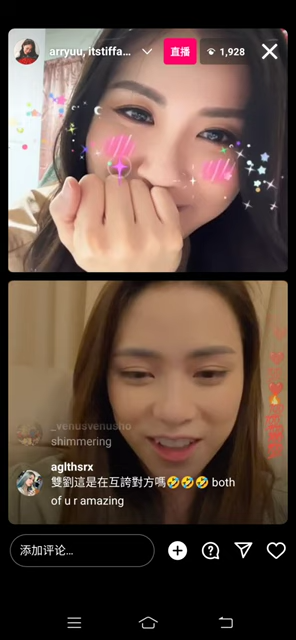 arryuu, itstiffa...
直播
1,928
_venusvenusho
shimmering
aglthsrx
雙劉這是在互誇對方嗎🤣🤣🤣 both
of u r amazing
添加评论...